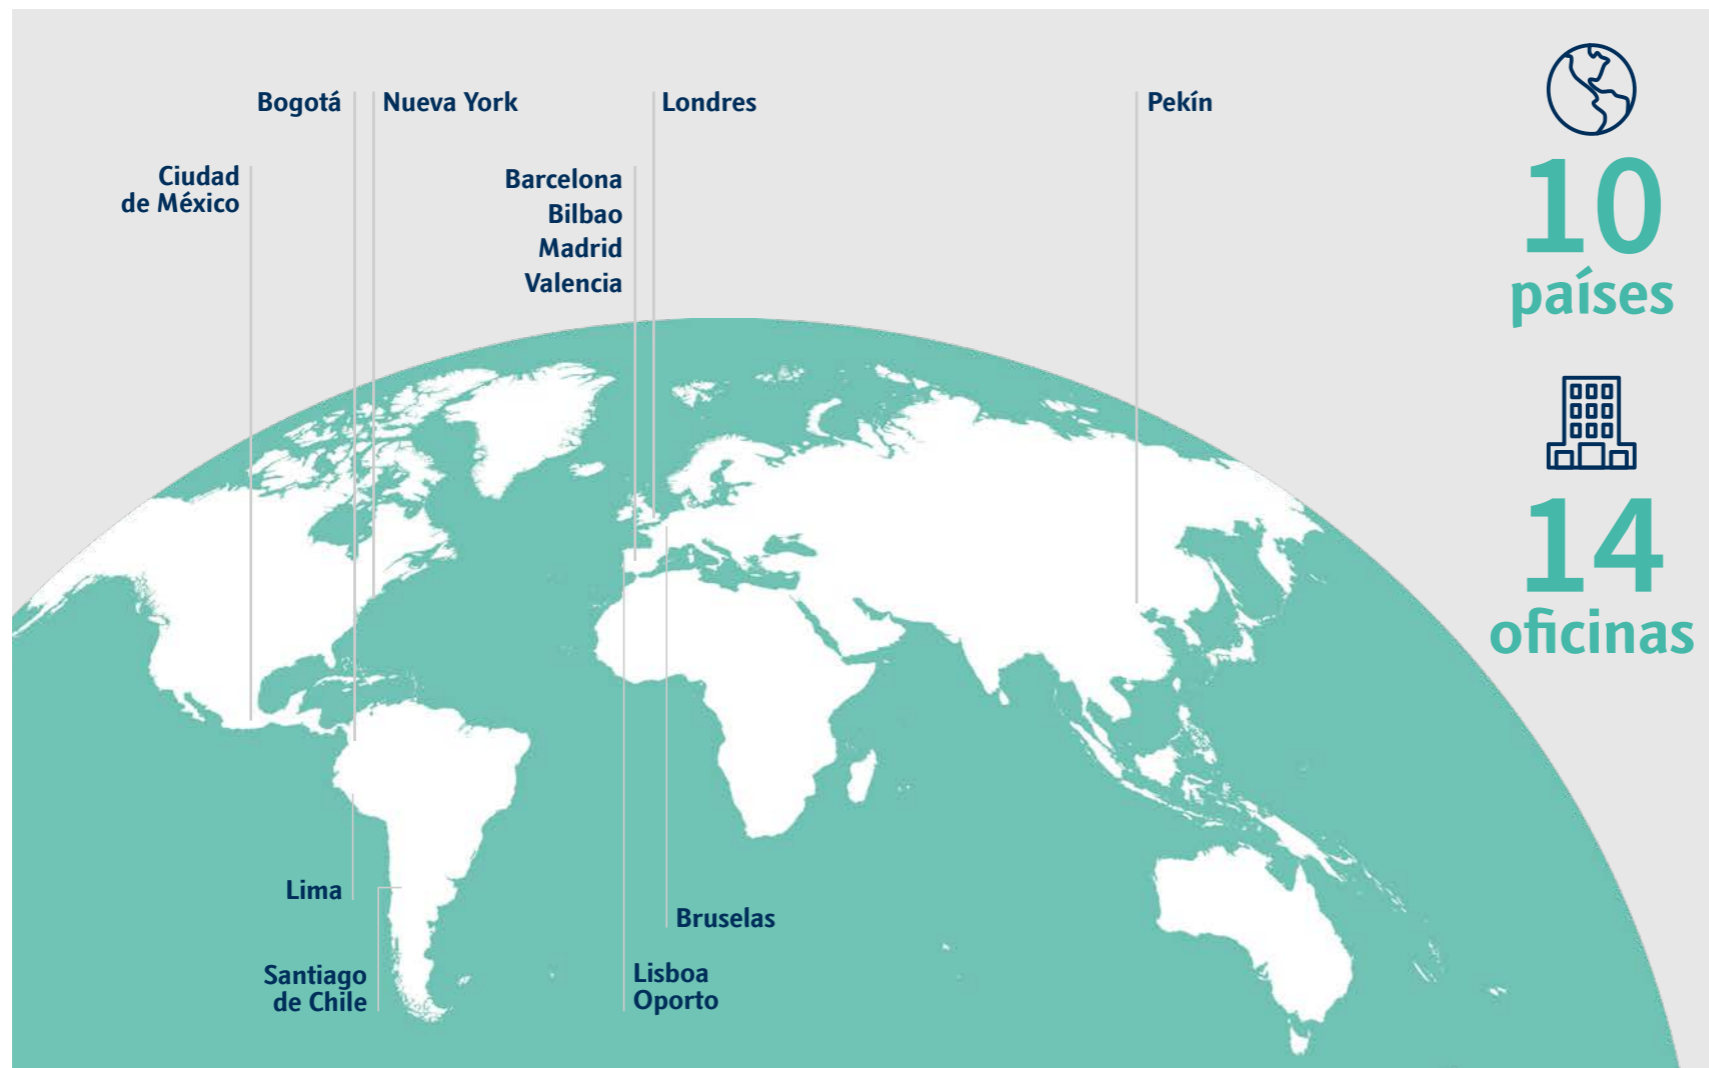 Bogotá
Nueva York
Londres
Pekín
Ciudad
de México
Barcelona
Bilbao
Madrid
Valencia
10
países
14
oficinas
Lima
Bruselas
Santiago
de Chile
Lisboa
Oporto